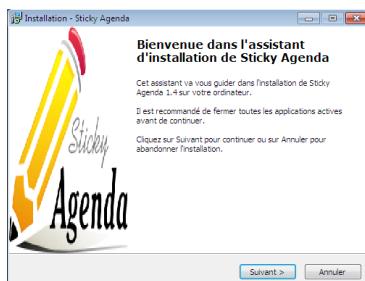 Installation - Sticky Agenda
Bienvenue dans l'assistant
d'installation de Sticky Agenda
Cet assistant va vous guider dans l'installation de Sticky
Agenda 1.4 sur votre ordinateur.
Il est recommandé de fermer toutes les applications actives
avant de continuer.
Cliquez sur Suivant pour continuer ou sur Annuler pour
abandonner l'installation.
Sticky
Agenda
Suivant >
Annuler